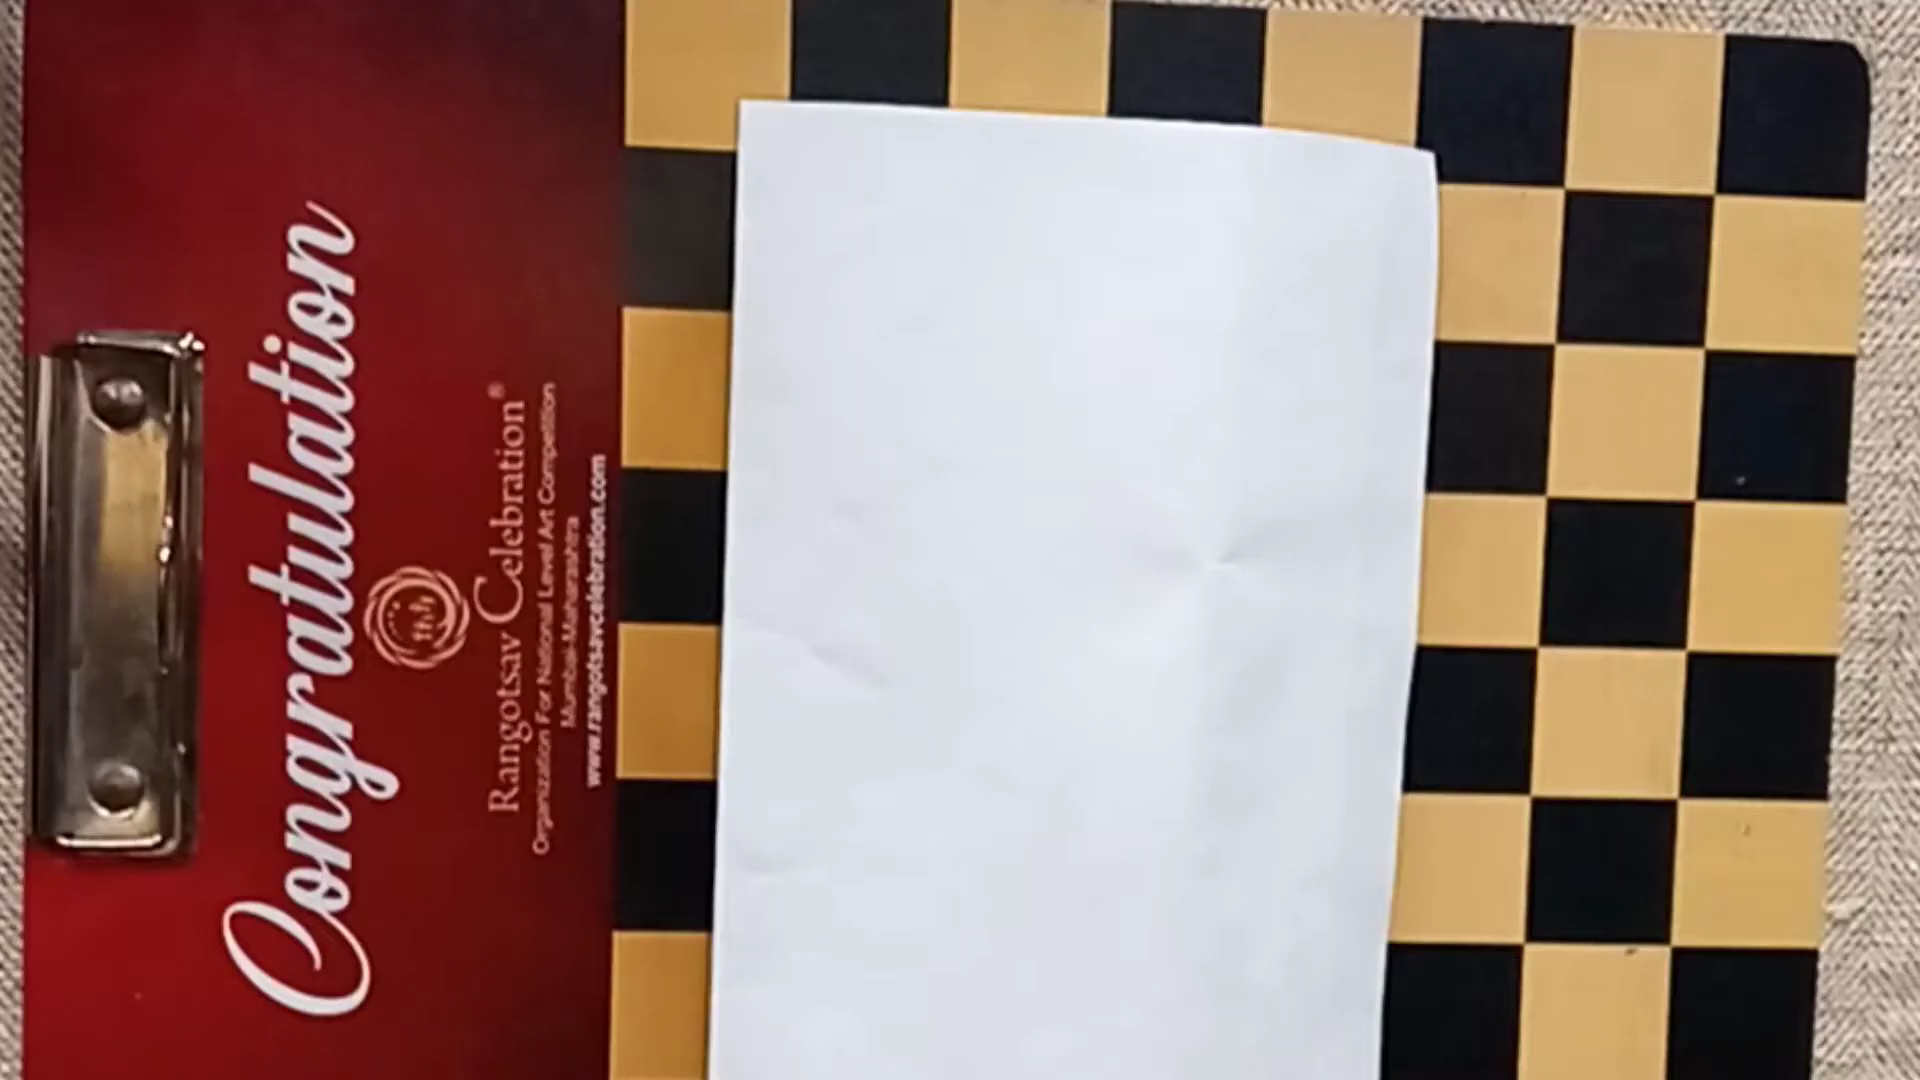 Congratulation
Rangotsav Celebration®
Organization For National Level Art Competition
Mumbai-Maharashtra
www.rangotsavcelebration.com